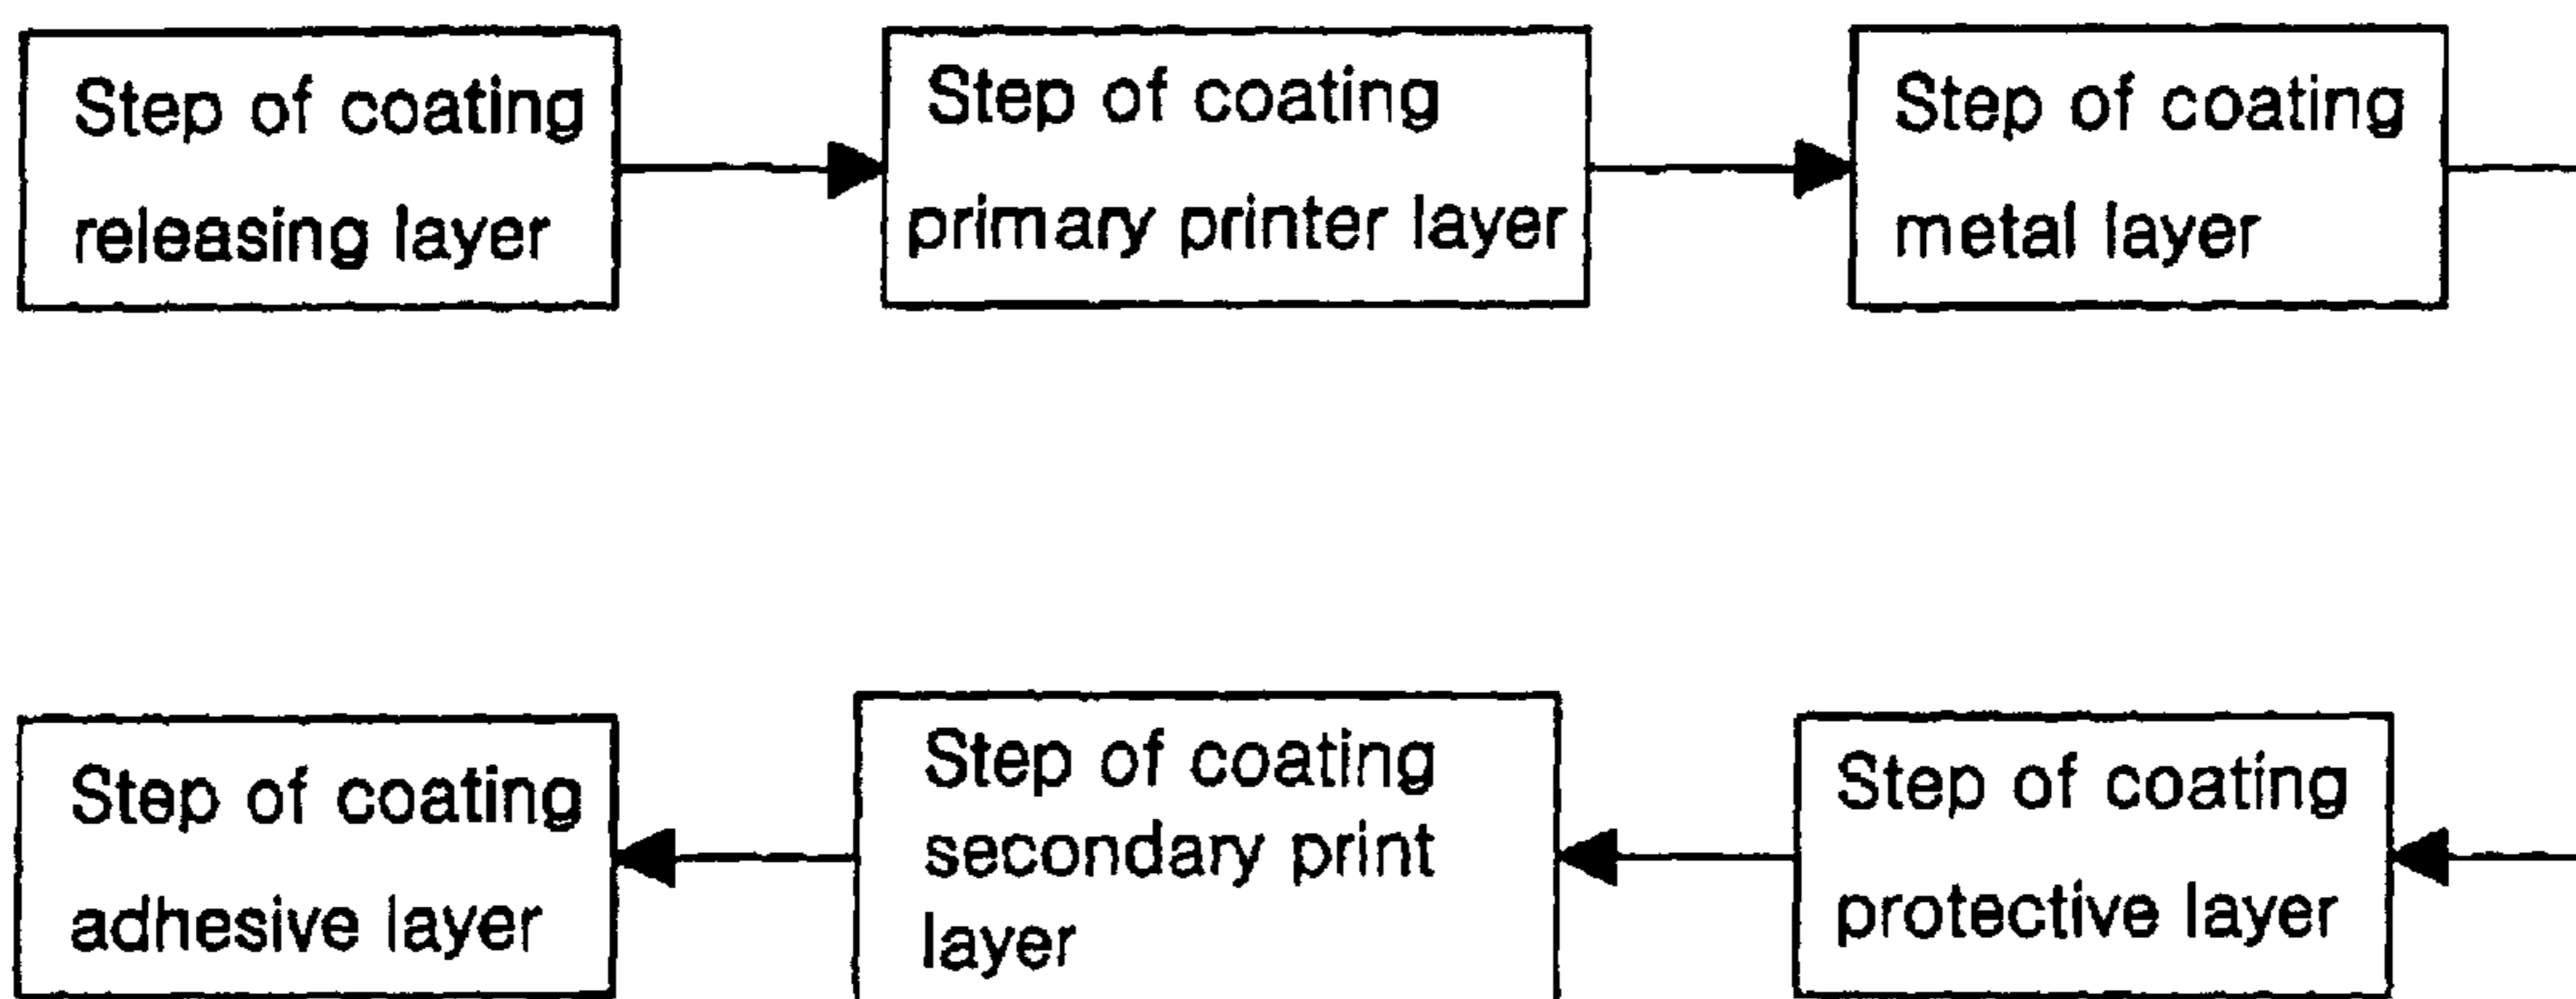 Step of coating
releasing layer
Step of coating
primary printer layer
Step of coating
metal layer
Step of coating
protective layer
Step of coating
secondary print
layer
Step of coating
adhesive layer